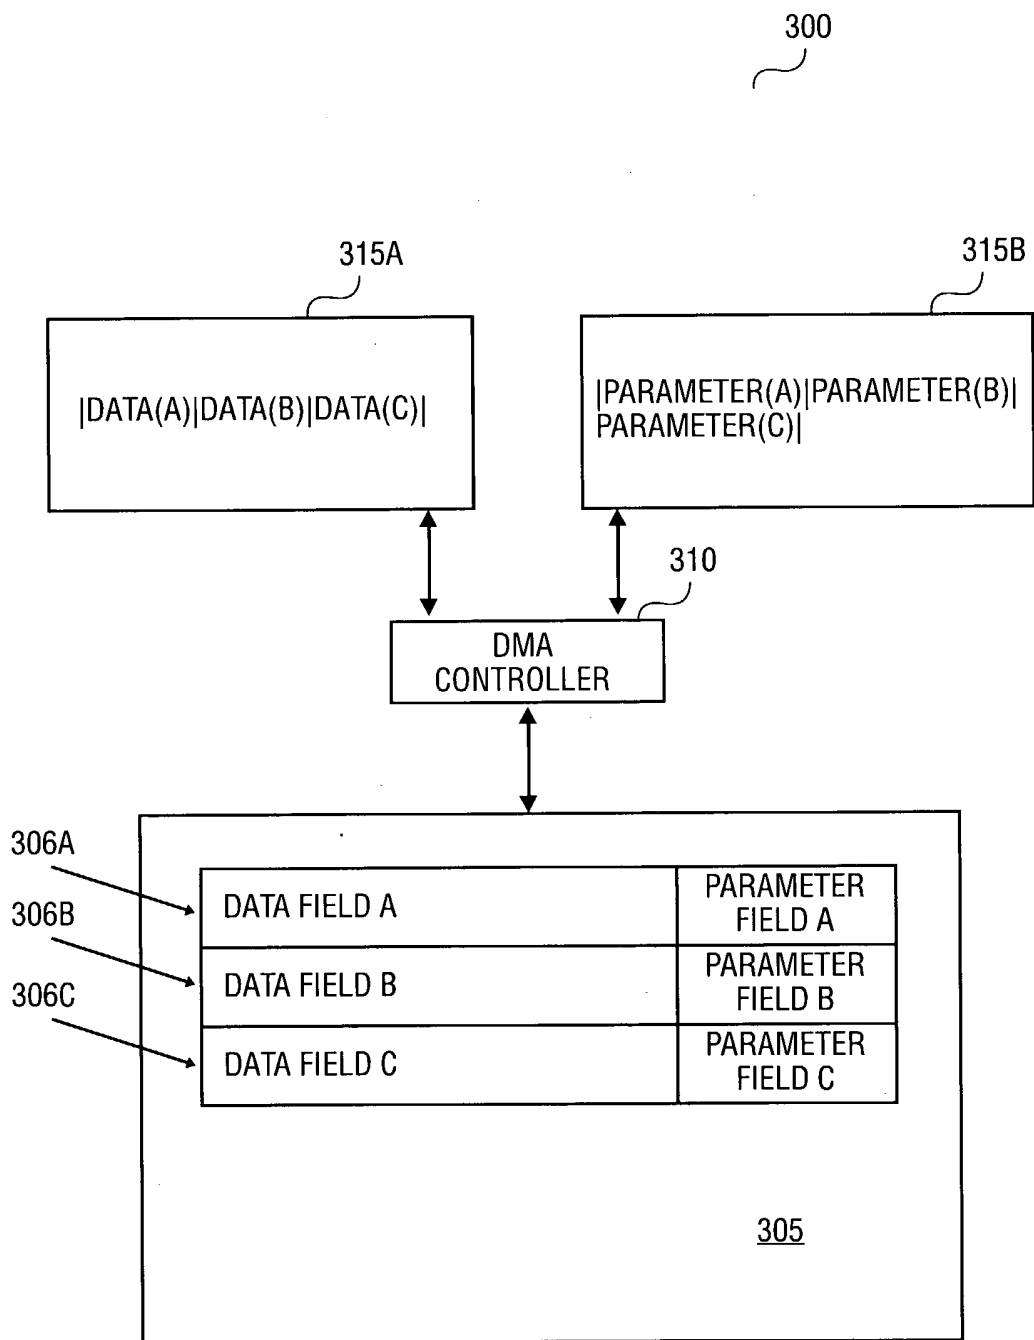 300
315A
315B
|DATA(A)|DATA(B)|DATA(C)|
|PARAMETER(A)|PARAMETER(B)|
PARAMETER(C)|
310
DMA
CONTROLLER
306A
306B
306C
DATA FIELD A
PARAMETER
FIELD A
DATA FIELD B
PARAMETER
FIELD B
DATA FIELD C
PARAMETER
FIELD C
305